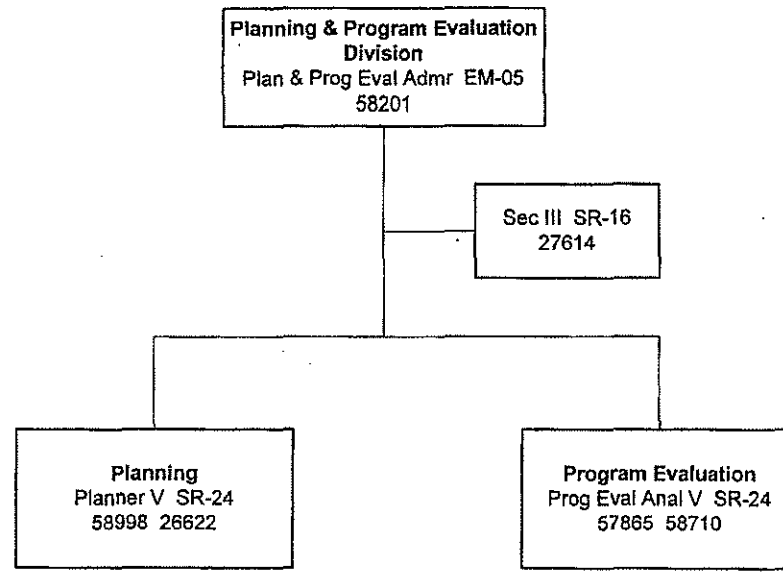 Planning & Program Evaluation
Division
Plan & Prog Eval Admr EM-05
58201
Sec III SR-16
27614
Planning
Planner V SR-24
58998 26622
Program Evaluation
Prog Eval Anal V SR-24
57865 58710